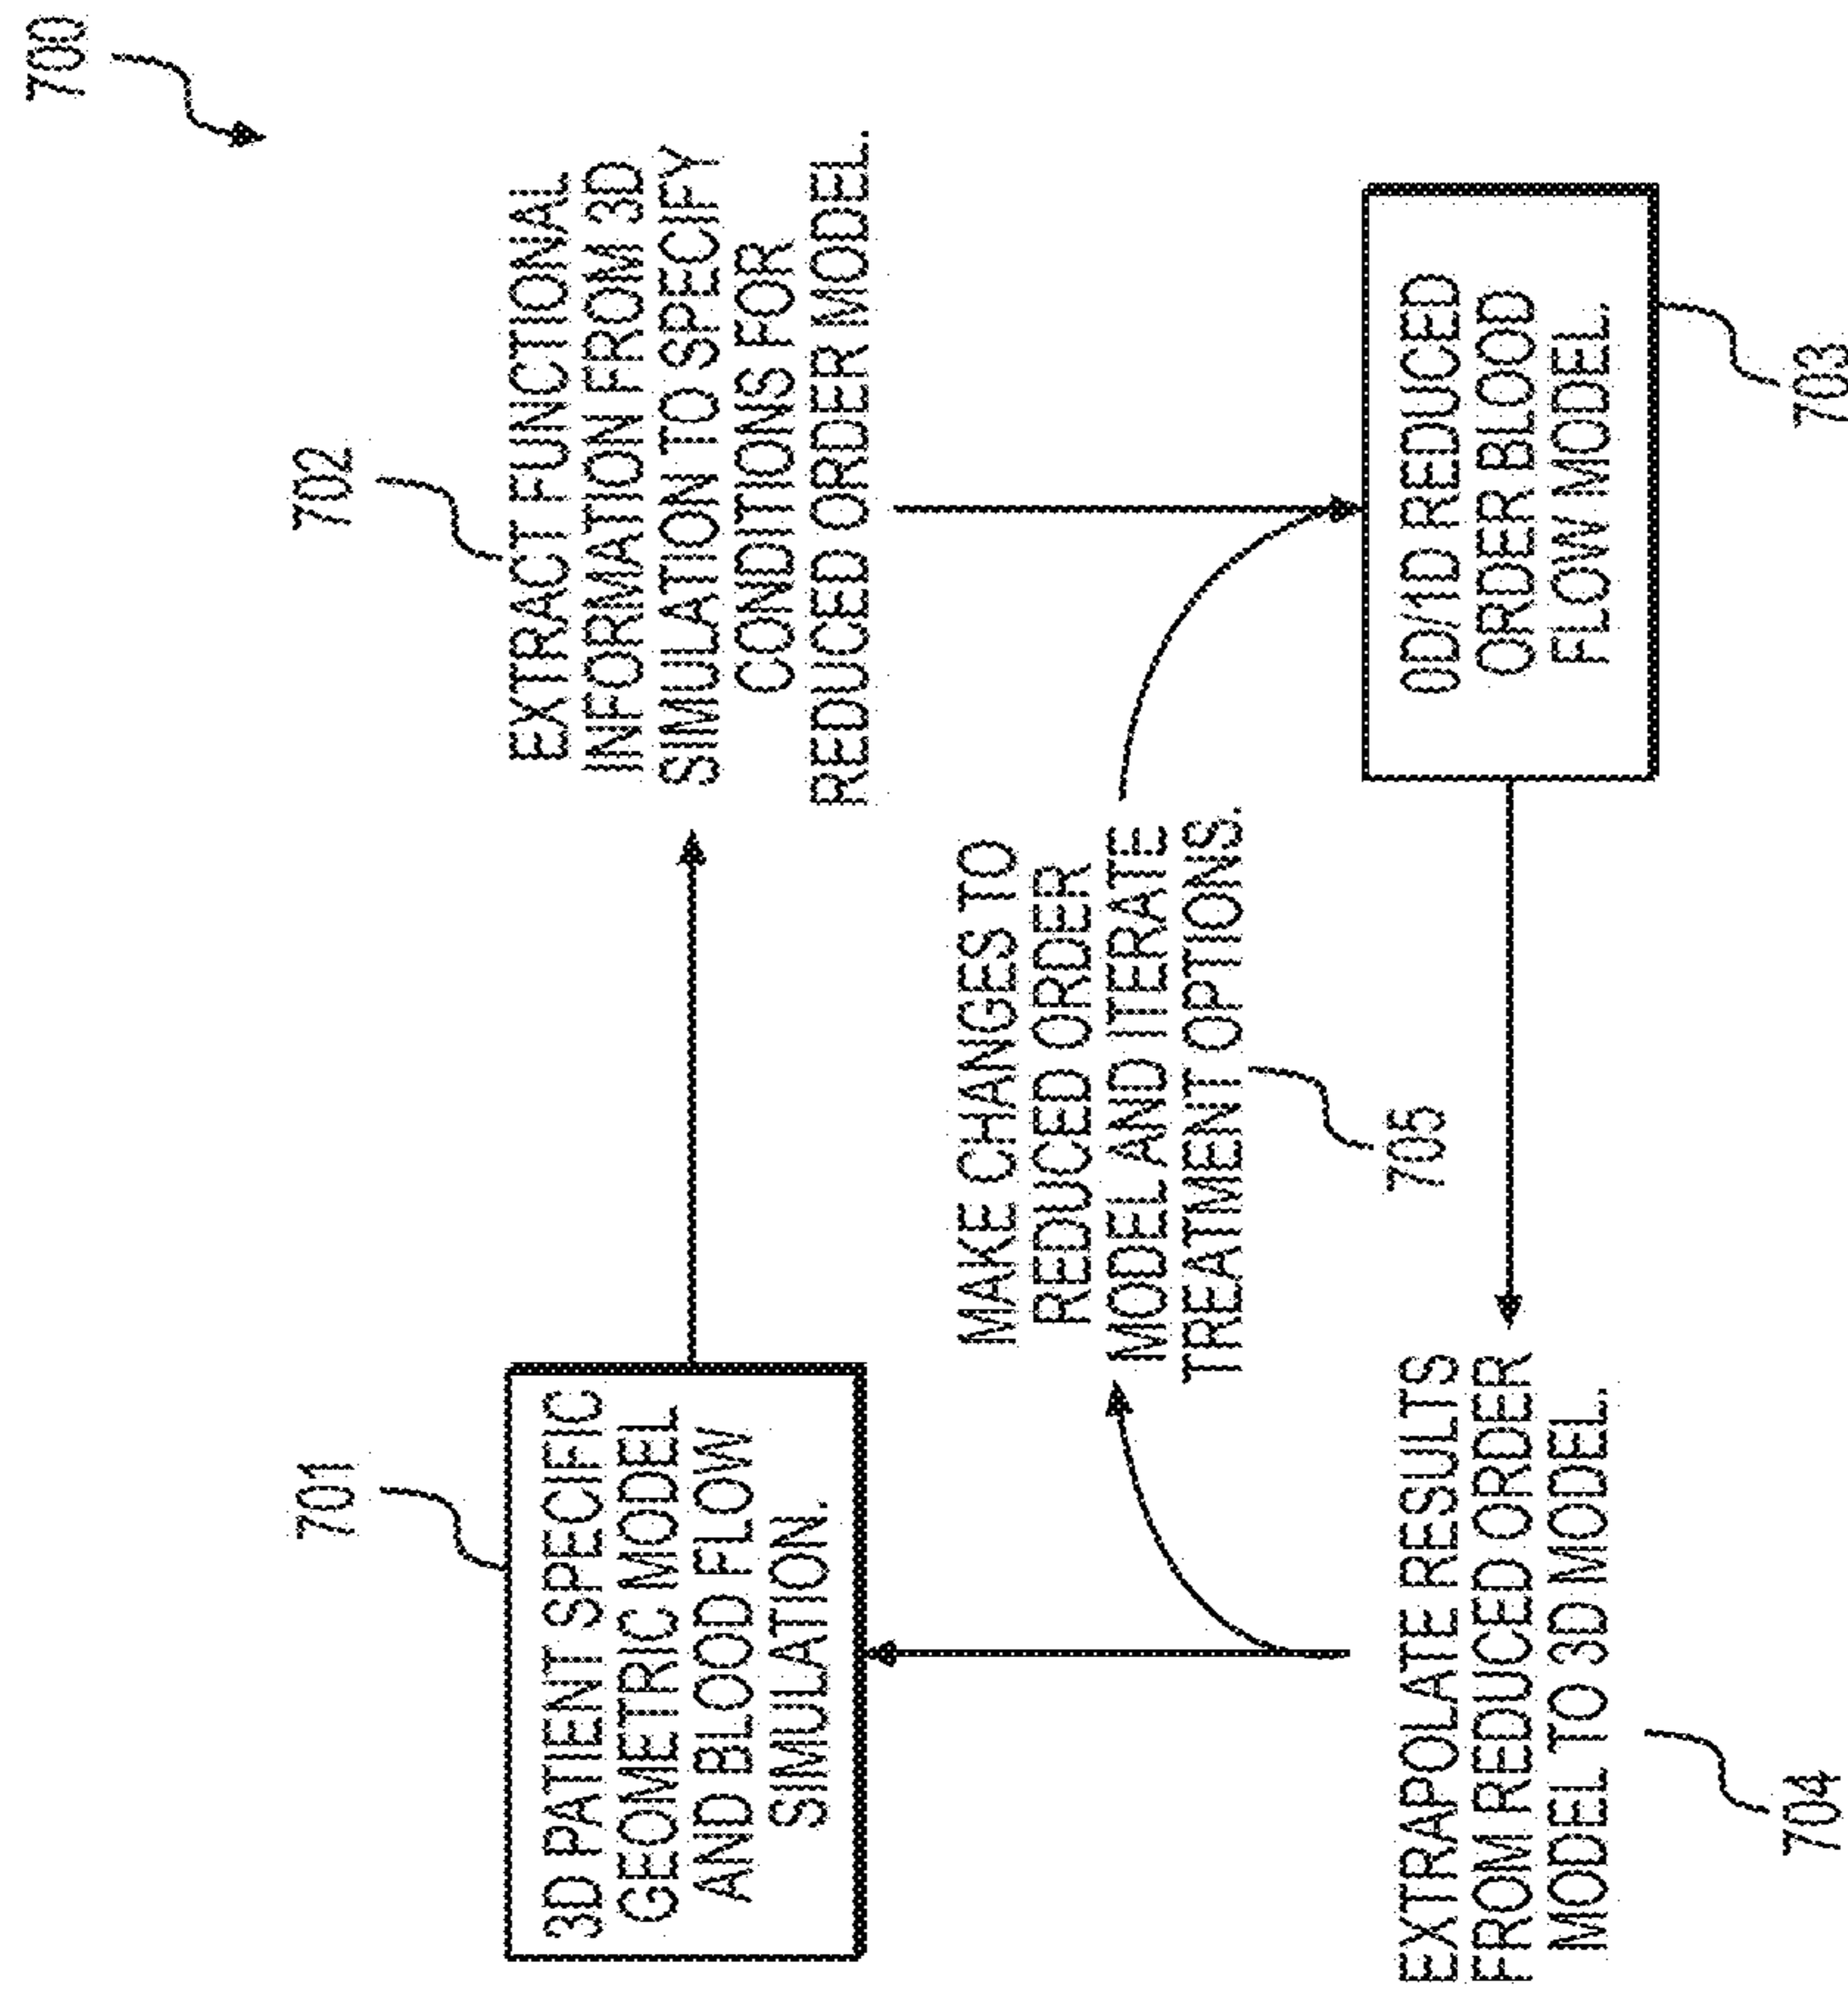 700
702
EXTRACT FUNCTIONAL
INFORMATION FROM 3D
SIMULATION TO SPECIFY
CONDITIONS FOR
REDUCED ORDER MODEL.
701
3D PATIENT SPECIFIC
GEOMETRIC MODEL
AND BLOOD FLOW
SIMULATION.
MAKE CHANGES TO
REDUCED ORDER
MODEL AND ITERATE
TREATMENT OPTIONS.
705
0D/1D REDUCED
ORDER BLOOD
FLOW MODEL.
703
EXTRAPOLATE RESULTS
FROM REDUCED ORDER
MODEL TO 3D MODEL.
704